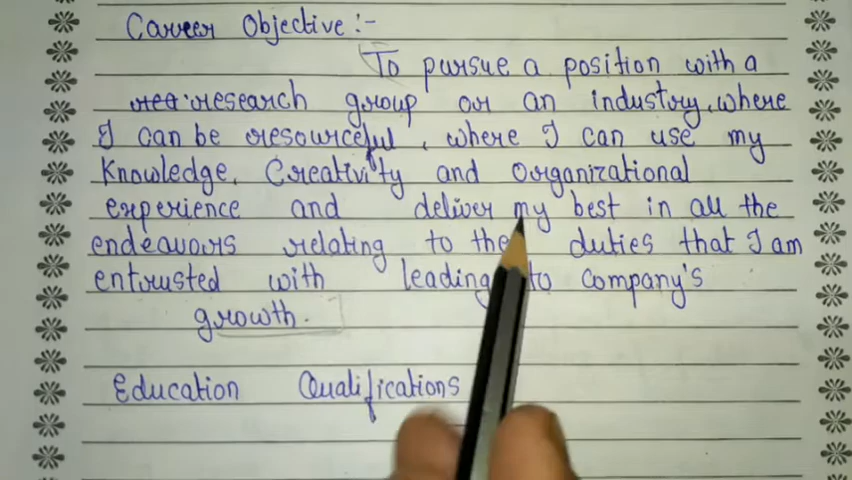 Career Objective :-
To pursue a position with a
research group or an industry, where
I can be resourceful, where I can use my
Knowledge, Creativity and Organizational
experience and deliver my best in all the
endeavours relating to the duties that I am
entrusted with leading to Company's
growth.
Education Qualifications